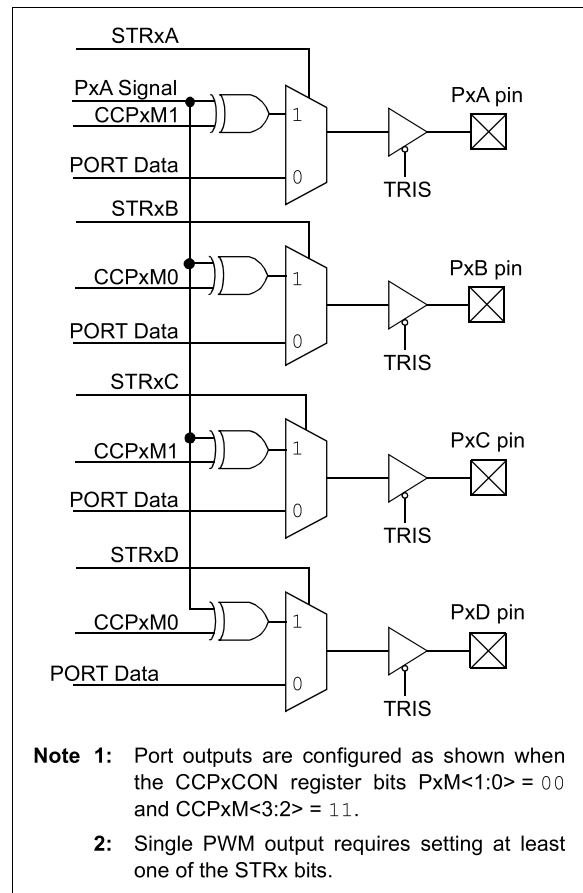 STRxA
PxA Signal
PxA pin
CCPxM1
1
PORT Data
0
TRIS
STRxB
PxB pin
CCPxM0
1
PORT Data
0
TRIS
STRxC
PxC pin
CCPxM1
1
PORT Data
0
TRIS
STRxD
PxD pin
CCPxM0
1
PORT Data
0
TRIS
Note 1: Port outputs are configured as shown when
the CCPxCON register bits PxM<1:0> = 00
and CCPxM<3:2> = 11.
2: Single PWM output requires setting at least
one of the STRx bits.